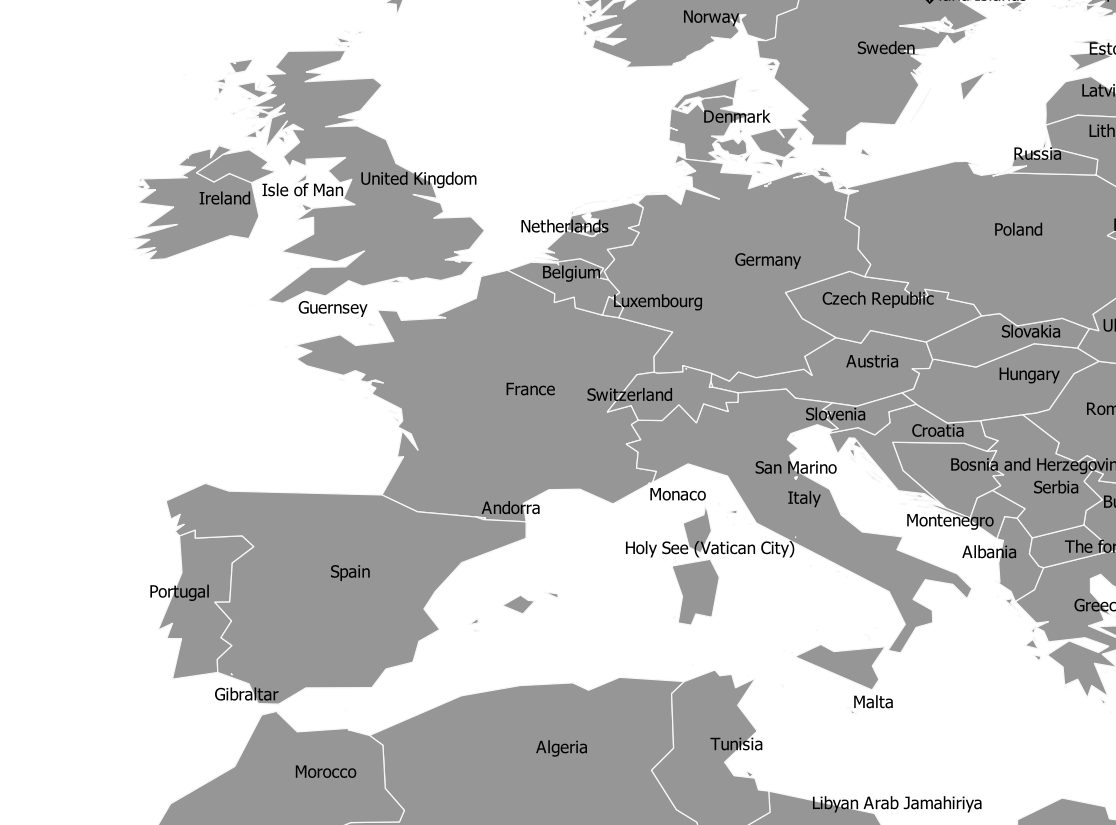 Norway
Sweden
Denmark
Russia
United Kingdom
Isle of Man
Ireland
Netherlands
Poland
Germany
Belgium
Czech Republic
Luxembourg
Guernsey
Slovakia
Austria
Hungary
France
Switzerland
Slovenia
Croatia
San Marino
Bosnia and Herzegovin
Serbia
Monaco
Italy
Andorra
Montenegro
Holy See (Vatican City)
Albania
The for
Spain
Portugal
Greec
Gibraltar
Malta
Algeria
Tunisia
Morocco
Libyan Arab Jamahiriya
Esto
Latvi
Lith
Rom